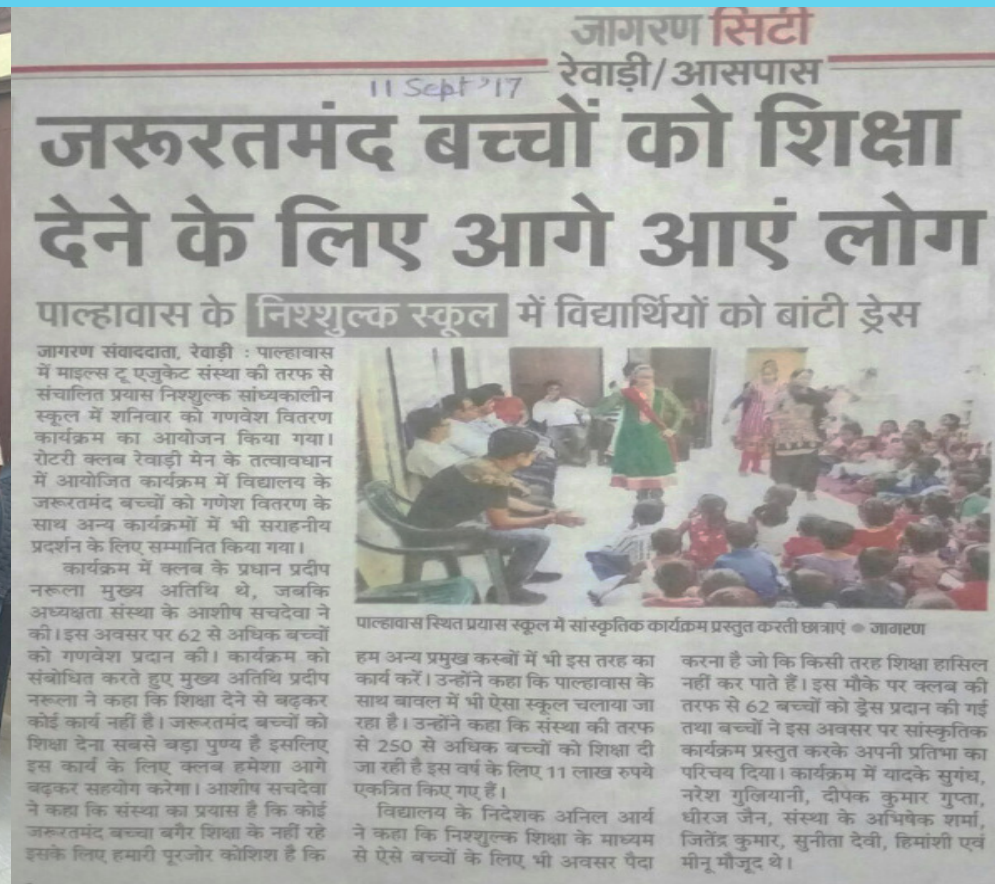 जागरण सिटी
रेवाड़ी/आसपास
11 Sept '17
जरूरतमंद बच्चों को शिक्षा
देने के लिए आगे आएं लोग
पाल्हावास के निश्शुल्क स्कूल में विद्यार्थियों को बांटी ड्रेस
जागरण संवाददाता, रेवाड़ी : पाल्हावास
में माइल्स टू एजुकेट संस्था की तरफ से
संचालित प्रयास निश्शुल्क सांध्यकालीन
स्कूल में शनिवार को गणवेश वितरण
कार्यक्रम का आयोजन किया गया।
रोटरी क्लब रेवाड़ी मेन के तत्वावधान
में आयोजित कार्यक्रम में विद्यालय के
जरूरतमंद बच्चों को गणेश वितरण के
साथ अन्य कार्यक्रमों में भी सराहनीय
प्रदर्शन के लिए सम्मानित किया गया।
कार्यक्रम में क्लब के प्रधान प्रदीप
नरूला मुख्य अतिथि थे, जबकि
अध्यक्षता संस्था के आशीष सचदेवा ने
की। इस अवसर पर 62 से अधिक बच्चों
को गणवेश प्रदान की। कार्यक्रम को
संबोधित करते हुए मुख्य अतिथि प्रदीप
नरूला ने कहा कि शिक्षा देने से बढ़कर
कोई कार्य नहीं है। जरूरतमंद बच्चों को
शिक्षा देना सबसे बड़ा पुण्य है इसलिए
इस कार्य के लिए क्लब हमेशा आगे
बढ़कर सहयोग करेगा। आशीष सचदेवा
ने कहा कि संस्था का प्रयास है कि कोई
जरूरतमंद बच्चा बगैर शिक्षा के नहीं रहे
इसके लिए हमारी पूरजोर कोशिश है कि
पाल्हावास स्थित प्रयास स्कूल में सांस्कृतिक कार्यक्रम प्रस्तुत करती छात्राएं ● जागरण
हम अन्य प्रमुख कस्बों में भी इस तरह का
कार्य करें। उन्होंने कहा कि पाल्हावास के
साथ बावल में भी ऐसा स्कूल चलाया जा
रहा है। उन्होंने कहा कि संस्था की तरफ
से 250 से अधिक बच्चों को शिक्षा दी
जा रही है इस वर्ष के लिए 11 लाख रुपये
एकत्रित किए गए हैं।
विद्यालय के निदेशक अनिल आर्य
ने कहा कि निश्शुल्क शिक्षा के माध्यम
से ऐसे बच्चों के लिए भी अवसर पैदा
करना है जो कि किसी तरह शिक्षा हासिल
नहीं कर पाते हैं। इस मौके पर क्लब की
तरफ से 62 बच्चों को ड्रेस प्रदान की गई
तथा बच्चों ने इस अवसर पर सांस्कृतिक
कार्यक्रम प्रस्तुत करके अपनी प्रतिभा का
परिचय दिया। कार्यक्रम में यादके सुगंध,
नरेश गुलियानी, दीपक कुमार गुप्ता,
धीरज जैन, संस्था के अभिषेक शर्मा,
जितेंद्र कुमार, सुनीता देवी, हिमांशी एवं
मीनू मौजूद थे।